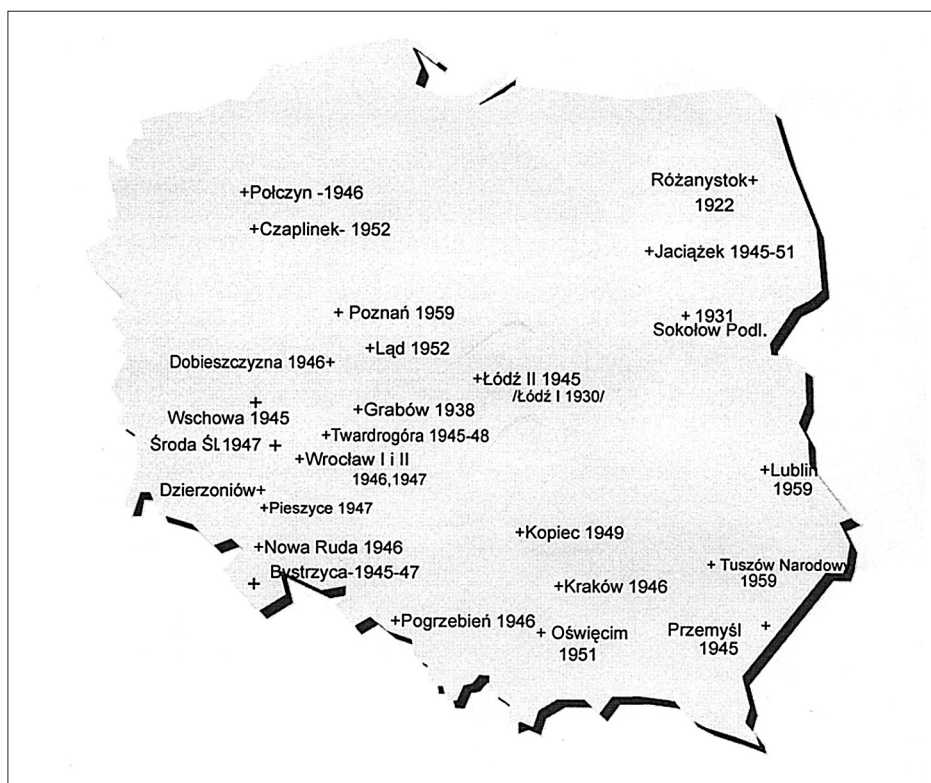 +Połczyn -1946
+Czaplinek- 1952
Różanystok+
1922
+Jaciążek 1945-51
+ 1931
Sokołow Podl.
+ Poznań 1959
+Ląd 1952
Dobieszczyzna 1946+
+Łódź II 1945
/Łódź I 1930/
+
Wschowa 1945
+Grabów 1938
Środa Śl.1947 +
+Twardrogóra 1945-48
+Wrocław I i II
1946,1947
+Lublin
1959
Dzierzoniów+
+Pieszyce 1947
+Kopiec 1949
+Nowa Ruda 1946
Bystrzyca-1945-47
+
+ Tuszów Narodowy
1959
+Kraków 1946
+Pogrzebień 1946
+ Oświęcim
1951
Przemyśl +
1945